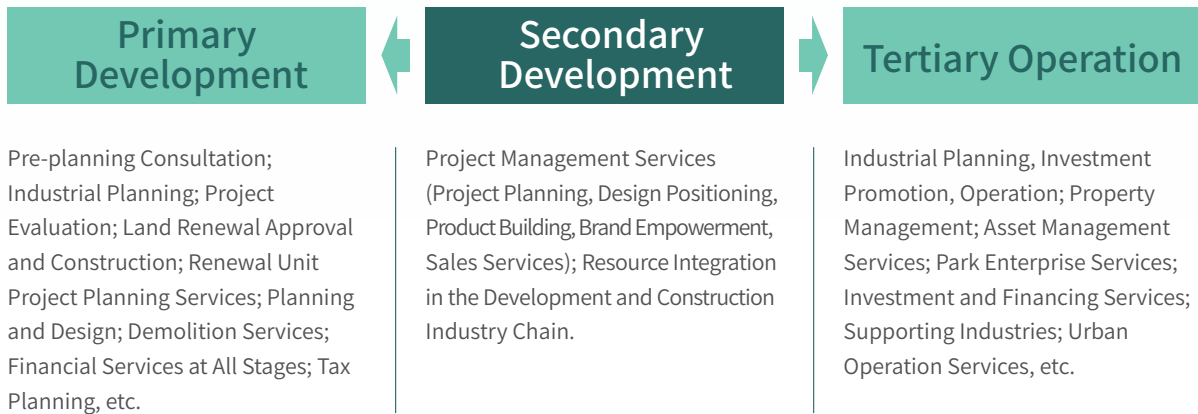 Primary
Development
Secondary
Development
Tertiary Operation
Pre-planning Consultation;
Industrial Planning; Project
Evaluation; Land Renewal Approval
and Construction; Renewal Unit
Project Planning Services; Planning
and Design; Demolition Services;
Financial Services at All Stages; Tax
Planning, etc.
Project Management Services
(Project Planning, Design Positioning,
Product Building, Brand Empowerment,
Sales Services); Resource Integration
in the Development and Construction
Industry Chain.
Industrial Planning, Investment
Promotion, Operation; Property
Management; Asset Management
Services; Park Enterprise Services;
Investment and Financing Services;
Supporting Industries; Urban
Operation Services, etc.